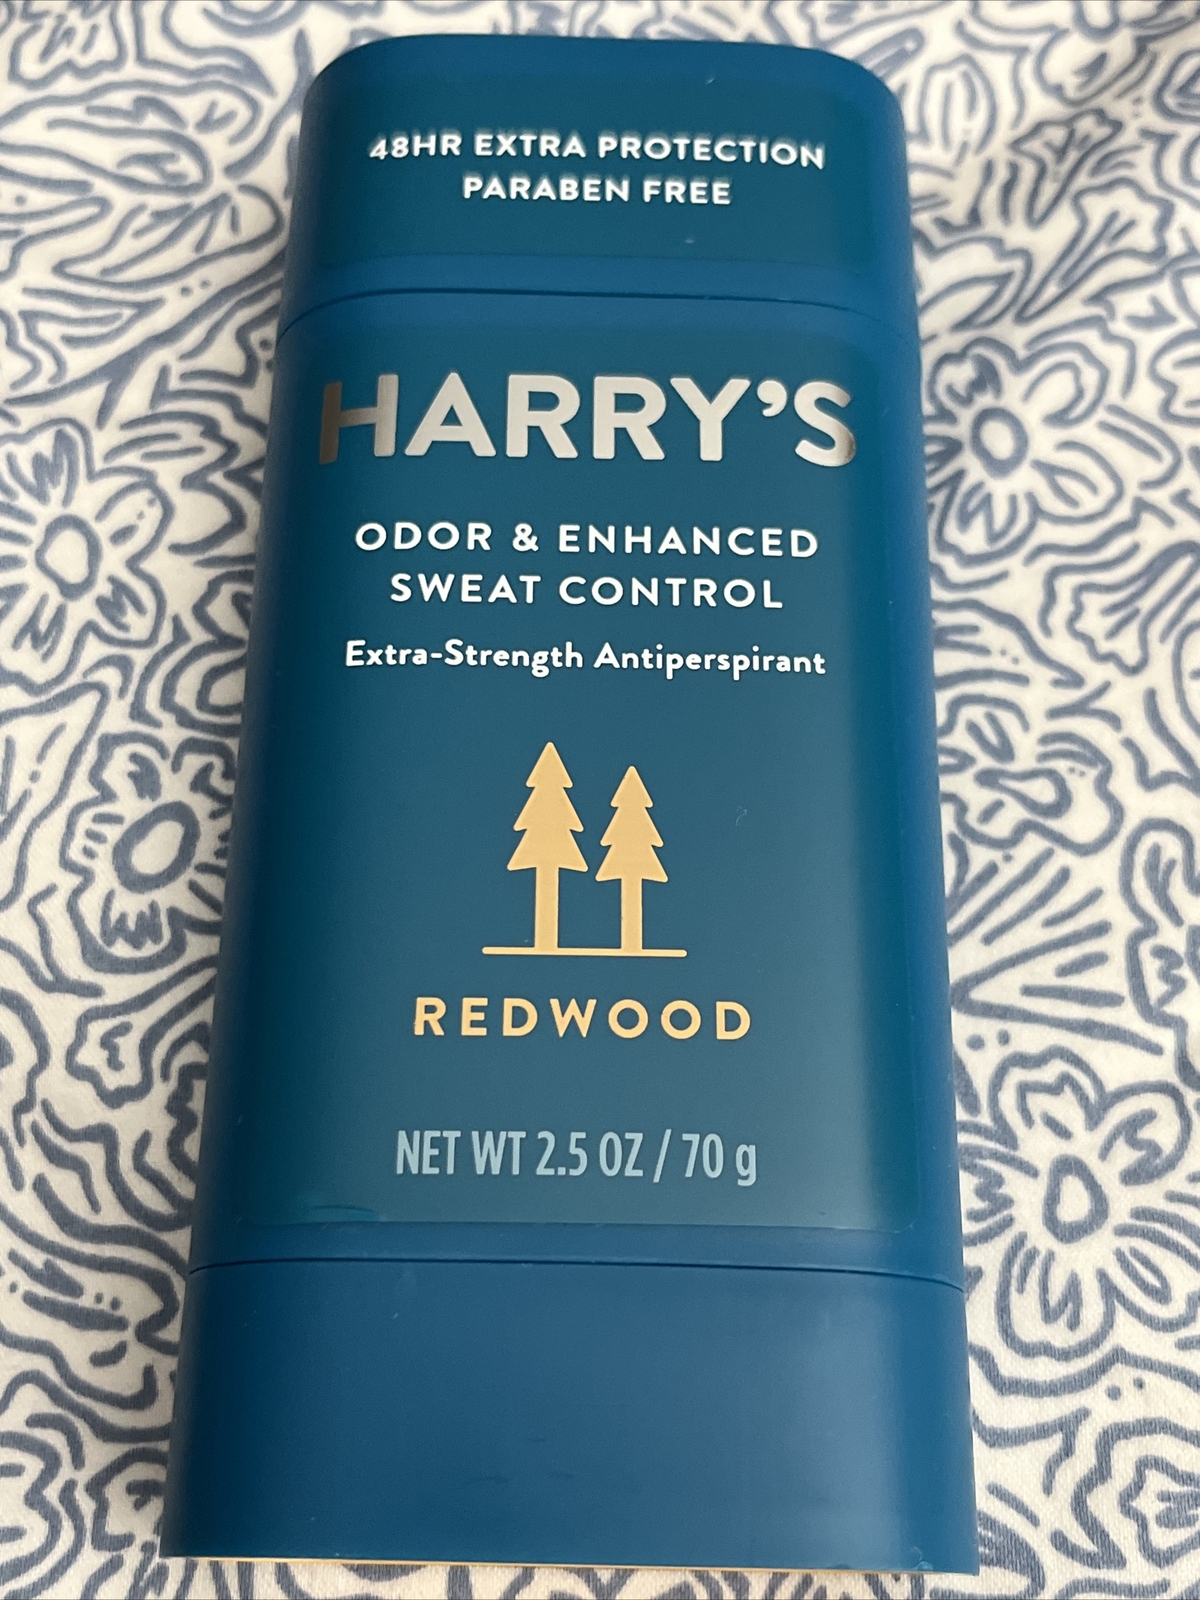 48HR EXTRA PROTECTION
PARABEN FREE
HARRY'S
ODOR & ENHANCED
SWEAT CONTROL
Extra-Strength Antiperspirant
REDWOOD
NET WT 2.5 OZ / 70 g